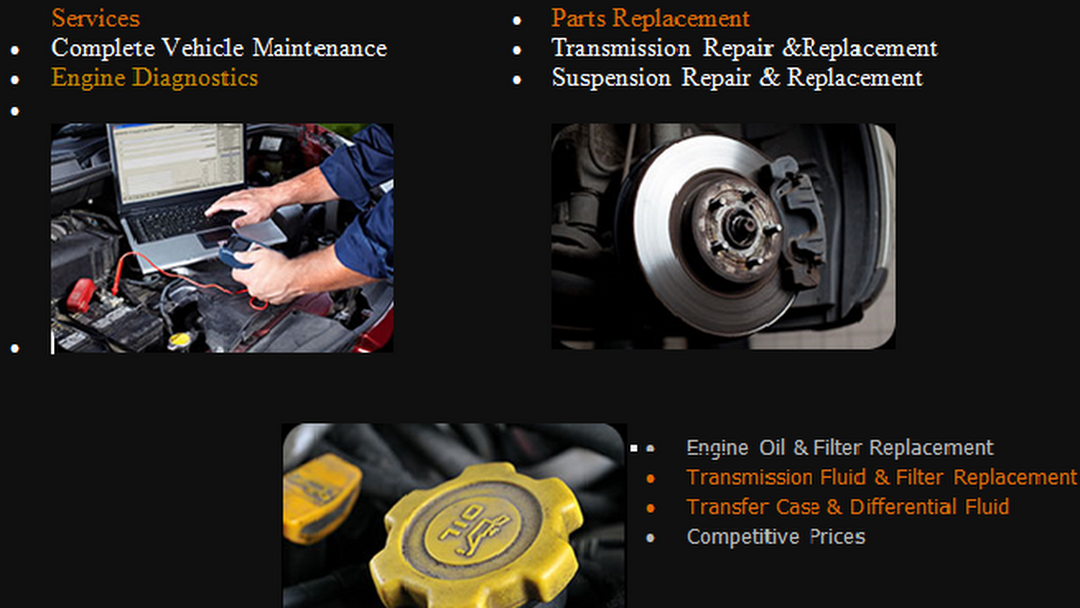 Services
Complete Vehicle Maintenance
Engine Diagnostics
Parts Replacement
Transmission Repair &Replacement
Suspension Repair & Replacement
OIL
Engine Oil & Filter Replacement
Transmission Fluid & Filter Replacement
Transfer Case & Differential Fluid
Competitive Prices